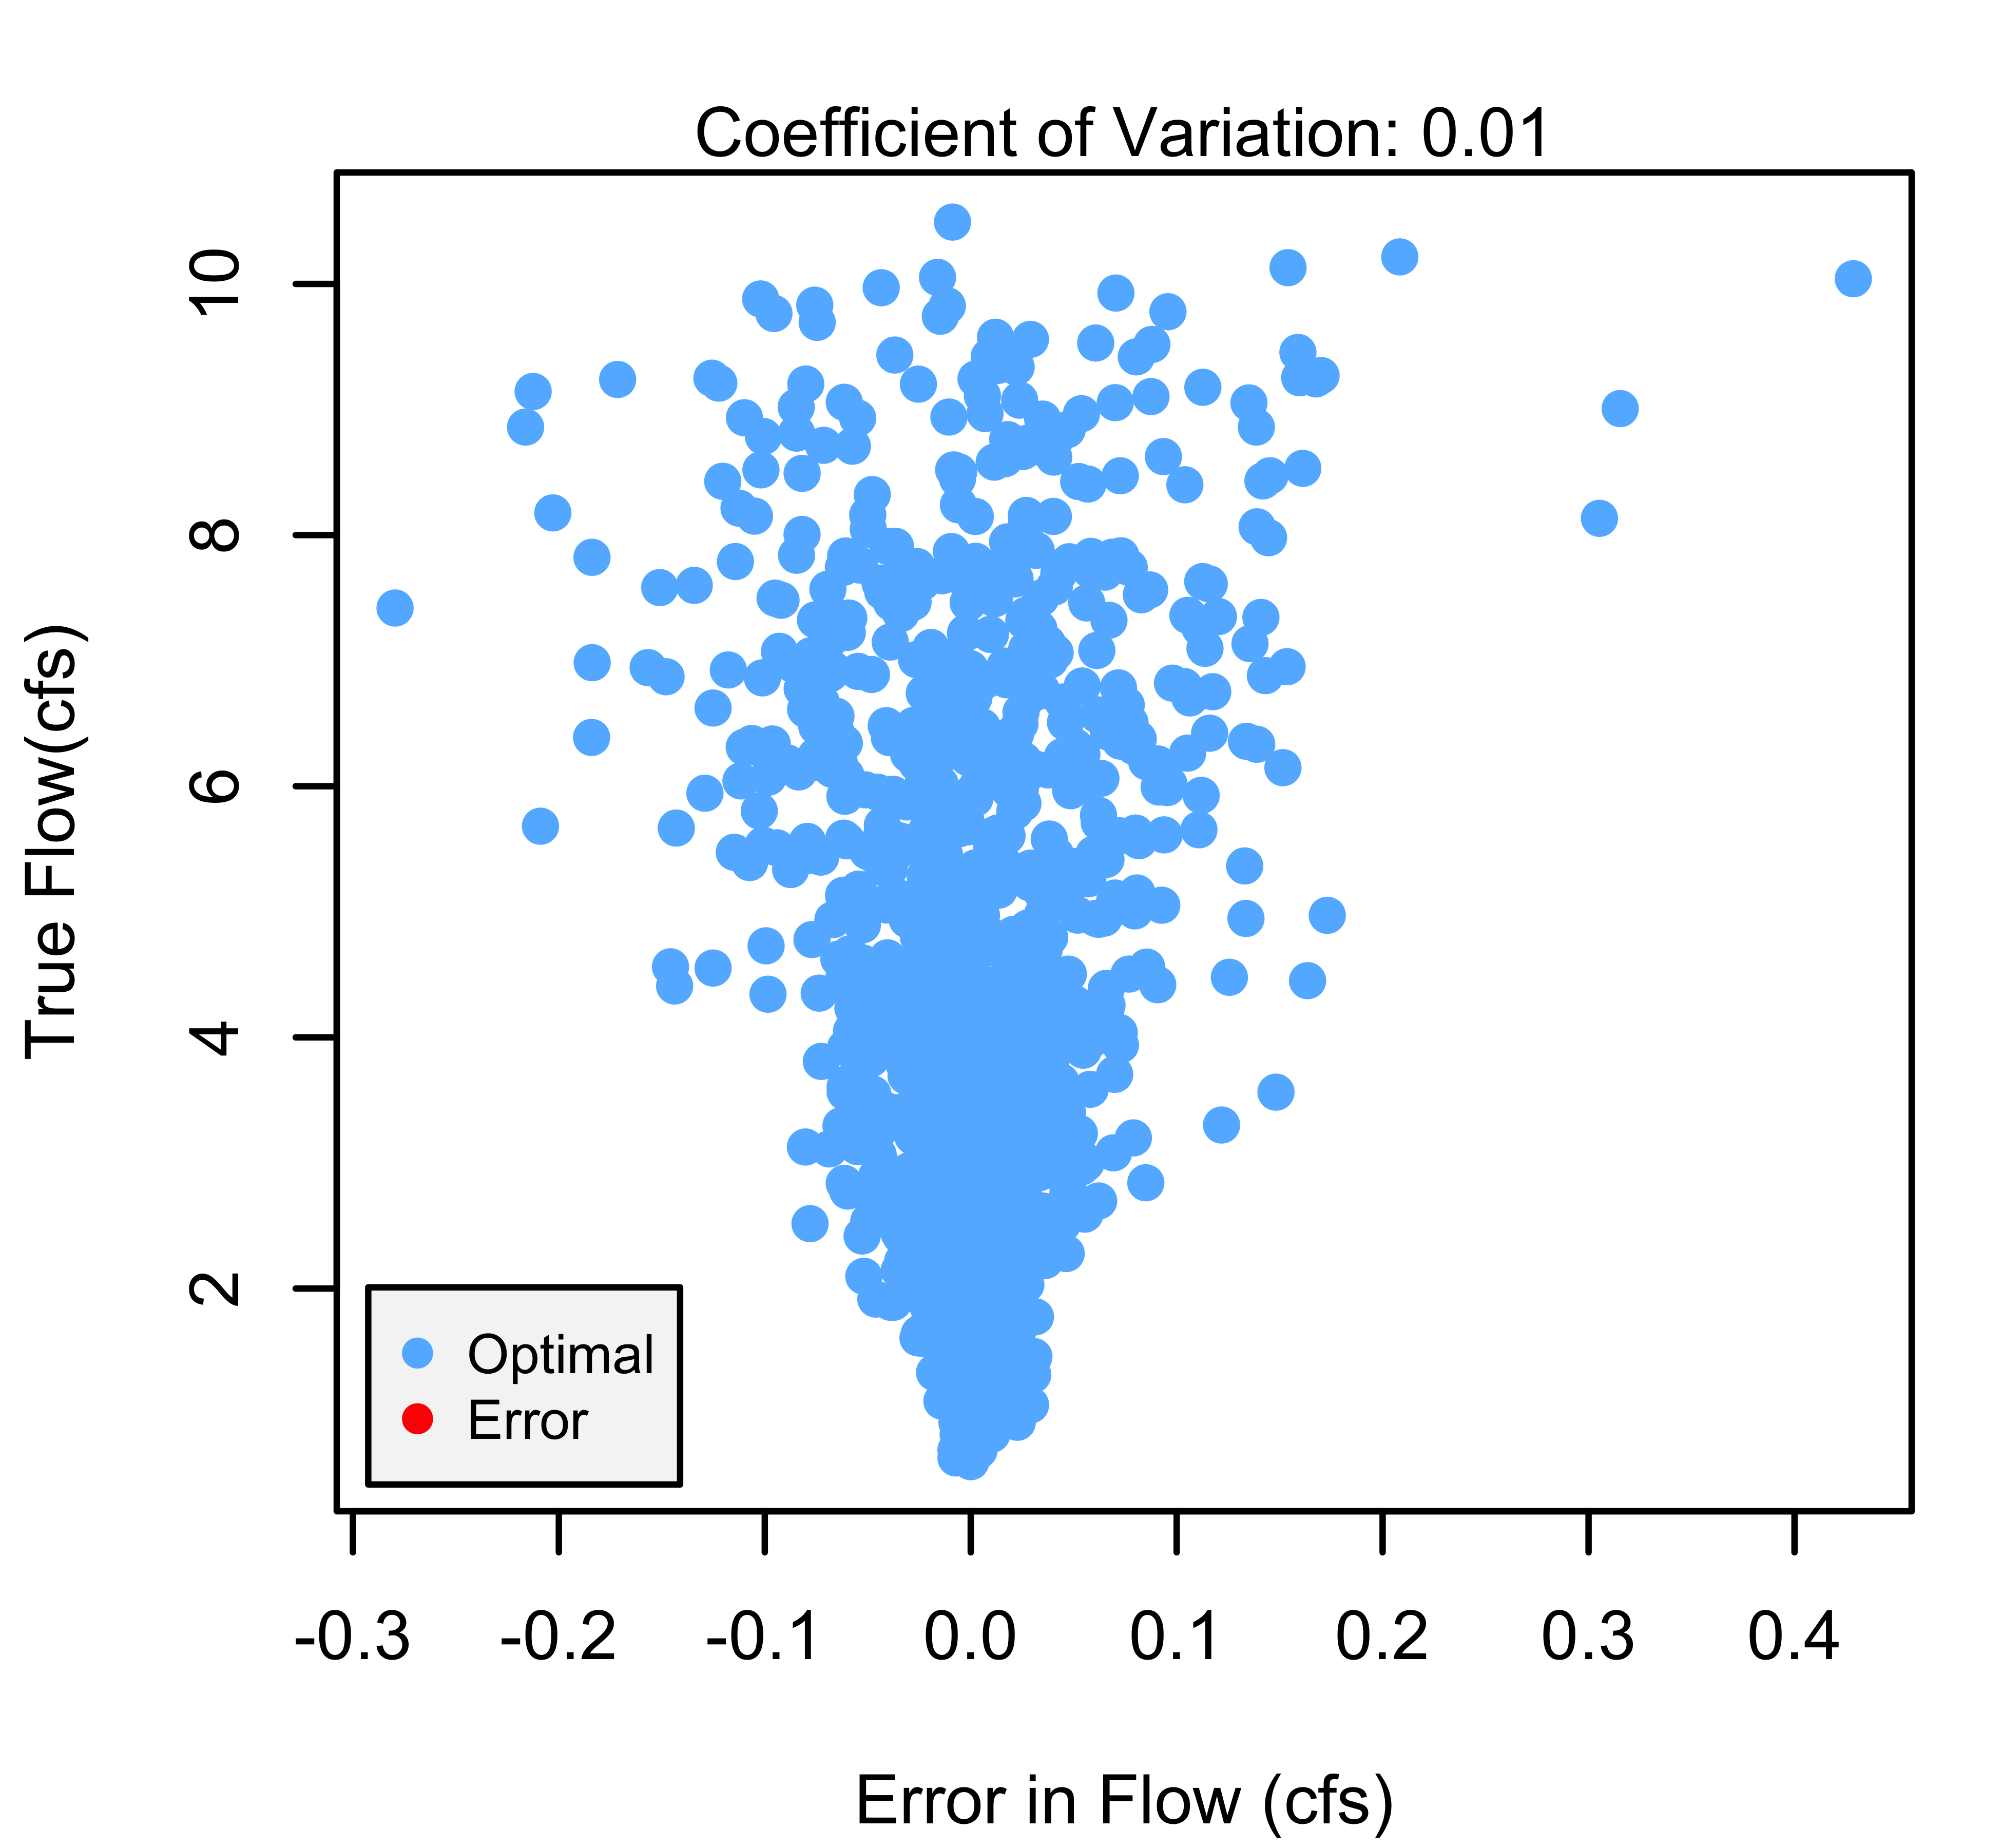 Coefficient of Variation: 0.01
True Flow(cfs)
10
8
6
4
2
Optimal
Error
-0.3 -0.2 -0.1 0.0 0.1 0.2 0.3 0.4
Error in Flow (cfs)